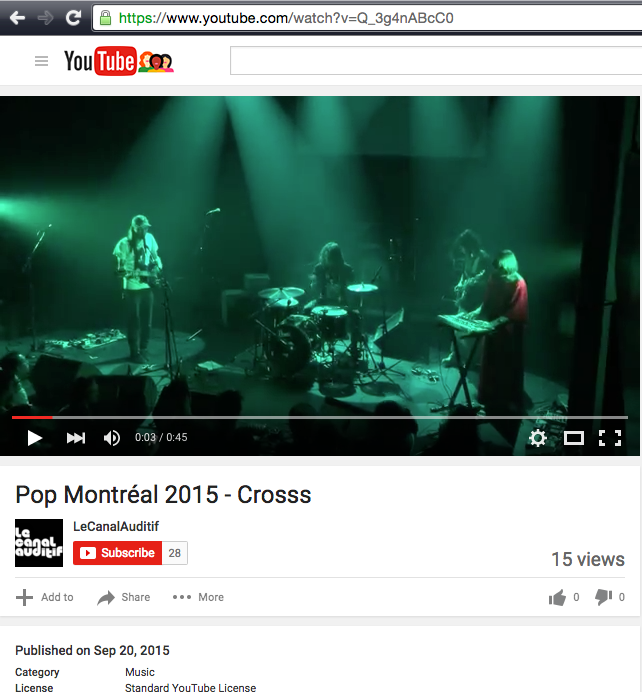 https://www.youtube.com/watch?v=Q_3g4nABcC0
YouTube
0:03 / 0:45
Pop Montréal 2015 - Crosss
Le canal auditif
LeCanalAuditif
Subscribe 28
15 views
Add to Share More 0 0
Published on Sep 20, 2015
Category Music
License Standard YouTube License